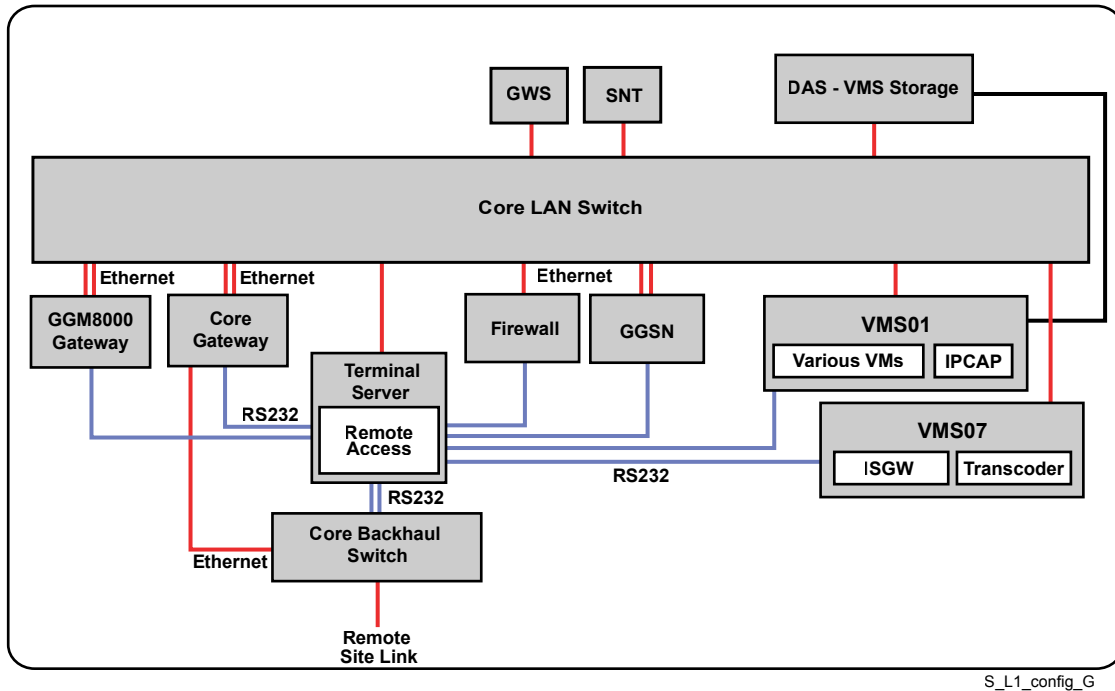 GWS
SNT
DAS - VMS Storage
Core LAN Switch
Ethernet
Ethernet
Ethernet
GGM8000
Gateway
Core
Gateway
Firewall
GGSN
VMS01
Various VMs
IPCAP
Terminal
Server
Remote
Access
RS232
VMS07
ISGW
Transcoder
RS232
RS232
Core Backhaul
Switch
Ethernet
Remote
Site Link
S_L1_config_G